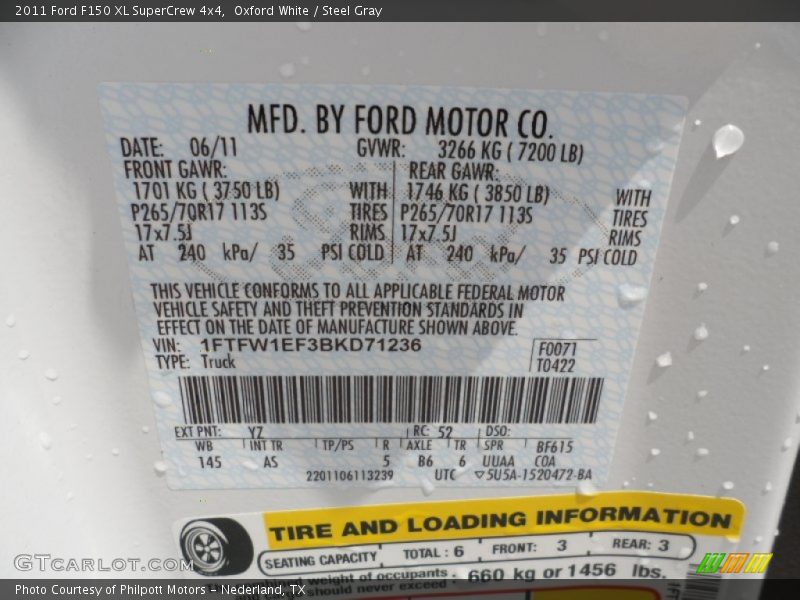 2011 Ford F150 XL SuperCrew 4x4, Oxford White / Steel Gray
MFD. BY FORD MOTOR CO.
DATE: 06/11 GVWR: 3266 KG ( 7200 LB)
FRONT GAWR: REAR GAWR:
1701 KG ( 3750 LB) WITH 1746 KG ( 3850 LB) WITH
P265/70R17 113S TIRES P265/70R17 113S TIRES
17x7.5J RIMS 17x7.5J RIMS
AT 240 kPa/ 35 PSI COLD AT 240 kPa/ 35 PSI COLD
THIS VEHICLE CONFORMS TO ALL APPLICABLE FEDERAL MOTOR
VEHICLE SAFETY AND THEFT PREVENTION STANDARDS IN
EFFECT ON THE DATE OF MANUFACTURE SHOWN ABOVE.
VIN: 1FTFW1EF3BKD71236 F0071
TYPE: Truck T0422
EXT PNT: YZ RC: 52 DSO:
WB INT TR TP/PS R AXLE TR SPR BF615
145 AS 5 B6 6 UUAA COA
2201106113239 UTC ▽5U5A-1520472-BA
TIRE AND LOADING INFORMATION
SEATING CAPACITY TOTAL : 6 FRONT: 3 REAR: 3
combined weight of occupants 660 kg or 1456 lbs.
should never exceed
GTCarLot.com
Photo Courtesy of Philpott Motors - Nederland, TX